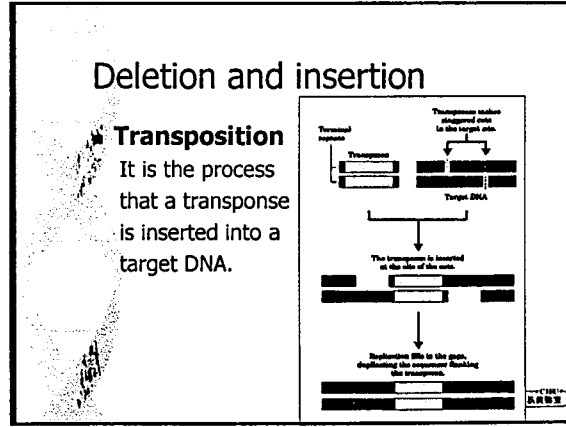 Deletion and insertion
Transposition
It is the process
that a transponse
is inserted into a
target DNA.
Terminal
repeats
Transposon
Transposase makes
staggered cuts
in the target site.
Target DNA
The transposon is inserted
at the site of the cuts.
Replication fills in the gaps,
duplicating the sequence flanking
the transposon.